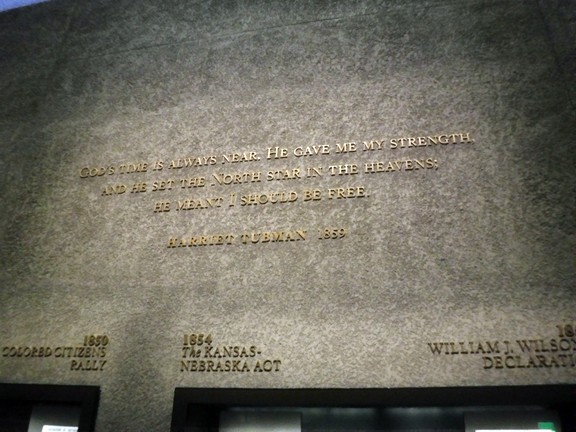 GOD'S TIME IS ALWAYS NEAR. HE GAVE ME MY STRENGTH,
AND HE SET THE NORTH STAR IN THE HEAVENS;
HE MEANT I SHOULD BE FREE.
HARRIET TUBMAN 1859
1850
COLORED CITIZENS
RALLY
1854
The KANSAS-
NEBRASKA ACT
WILLIAM J. WILSON